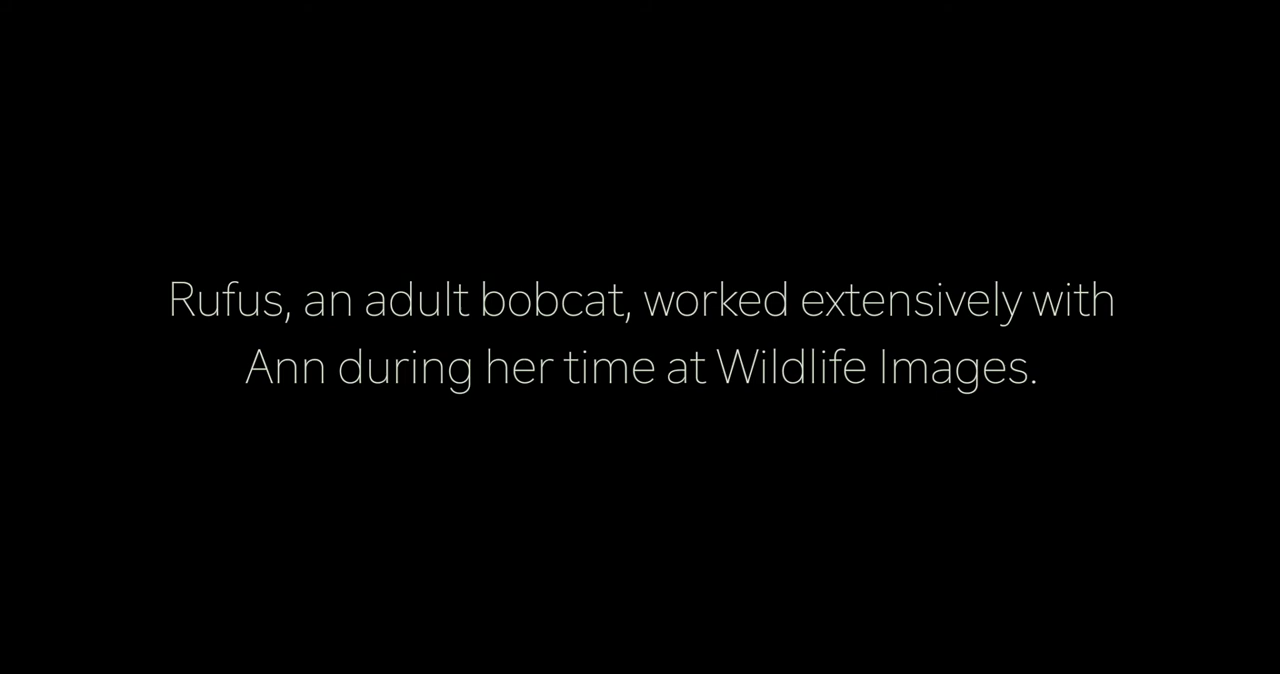 Rufus, an adult bobcat, worked extensively with
Ann during her time at Wildlife Images.